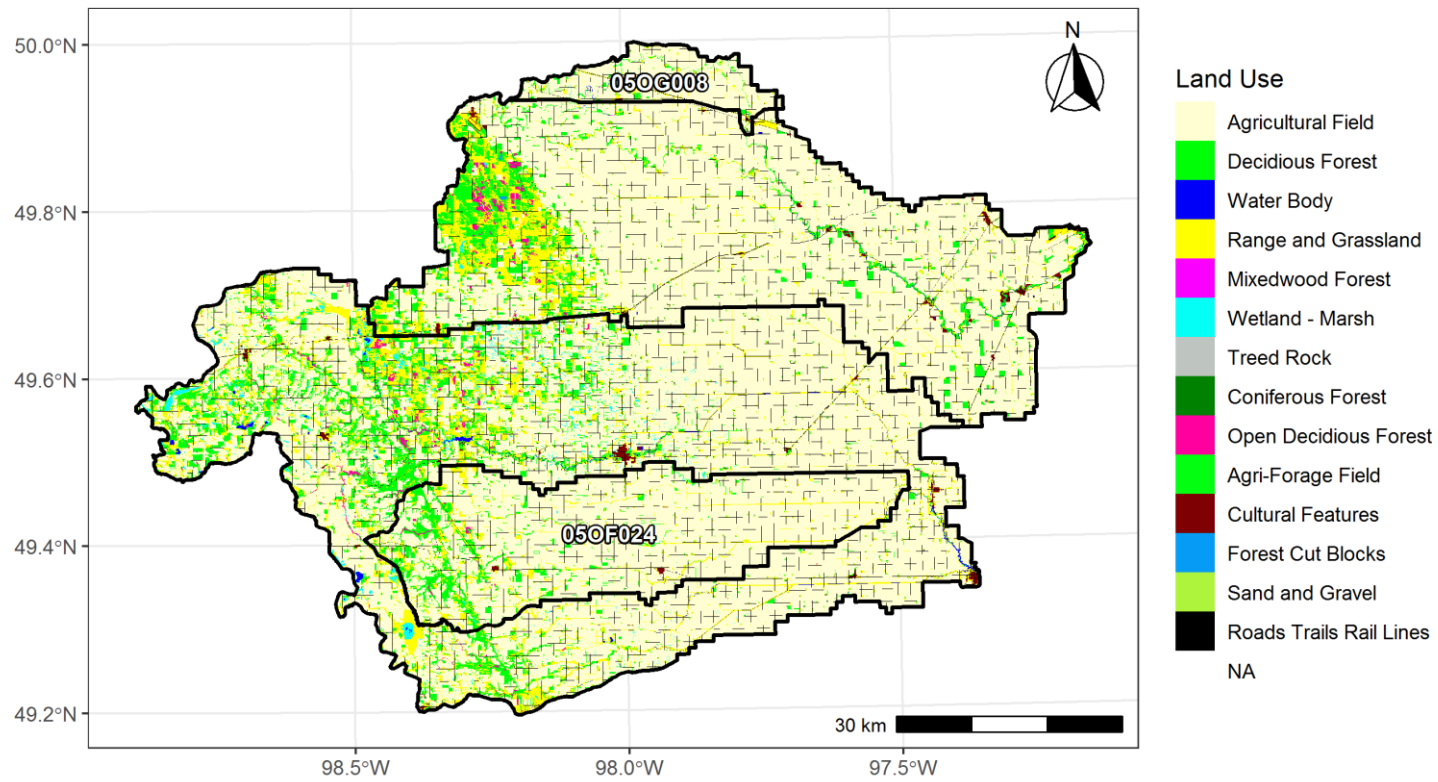 50.0°N
49.8°N
49.6°N
49.4°N
49.2°N
98.5°W
98.0°W
97.5°W
N
05OG008
05OF024
30 km
Land Use
Agricultural Field
Decidious Forest
Water Body
Range and Grassland
Mixedwood Forest
Wetland - Marsh
Treed Rock
Coniferous Forest
Open Decidious Forest
Agri-Forage Field
Cultural Features
Forest Cut Blocks
Sand and Gravel
Roads Trails Rail Lines
NA